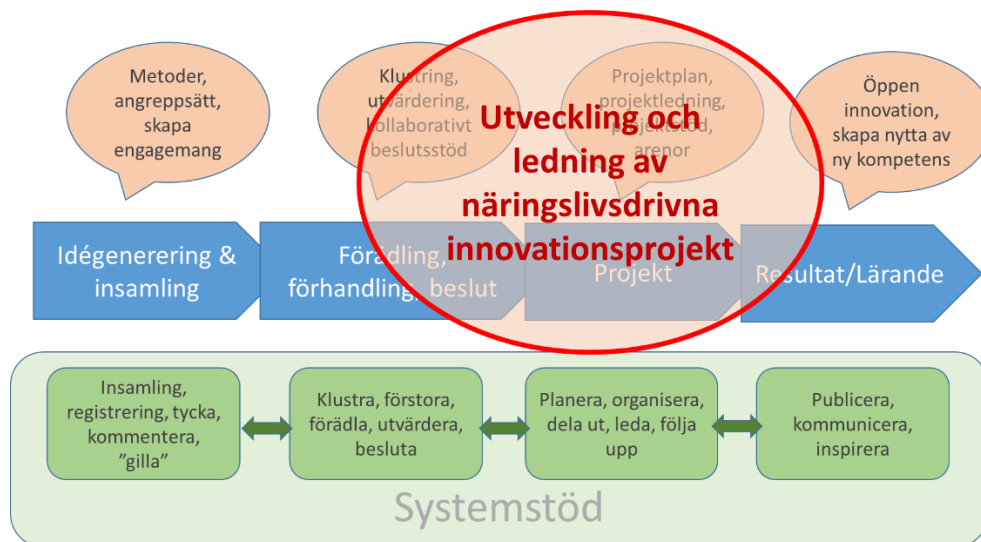 Metoder,
angreppsätt,
skapa
engagemang
Klustring,
utvärdering,
kollaborativt
beslutsstöd
Projektplan,
projektledning,
projektstöd,
arenor
Öppen
innovation,
skapa nytta av
ny kompetens
Utveckling och
ledning av
näringslivsdrivna
innovationsprojekt
Idégenerering &
insamling
Förädling,
förhandling, beslut
Projekt
Resultat/Lärande
Insamling,
registrering, tycka,
kommentera,
”gilla”
Klustra, förstora,
förädla, utvärdera,
besluta
Planera, organisera,
dela ut, leda, följa
upp
Publicera,
kommunicera,
inspirera
Systemstöd